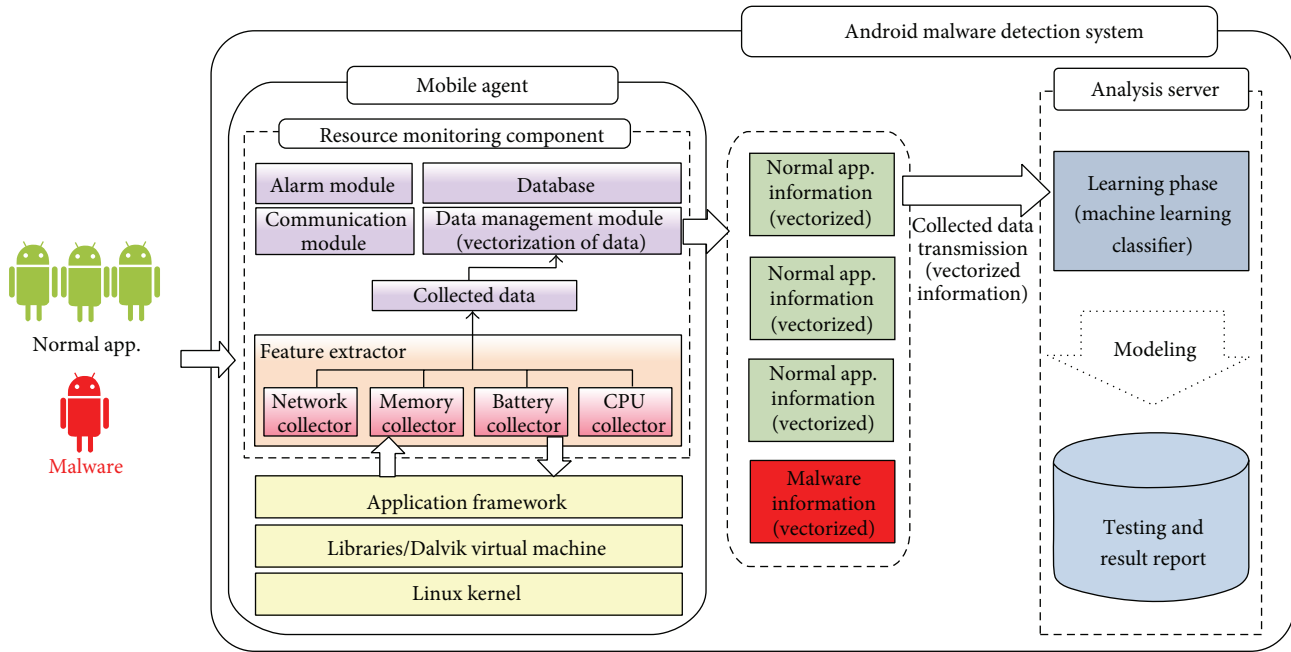 Android malware detection system
Mobile agent
Analysis server
Resource monitoring component
Alarm module
Database
Communication
module
Data management module
(vectorization of data)
Collected data
Feature extractor
Network
collector
Memory
collector
Battery
collector
CPU
collector
Application framework
Libraries/Dalvik virtual machine
Linux kernel
Normal app.
Malware
Normal app.
information
(vectorized)
Normal app.
information
(vectorized)
Normal app.
information
(vectorized)
Malware
information
(vectorized)
Collected data
transmission
(vectorized
information)
Learning phase
(machine learning
classifier)
Modeling
Testing and
result report